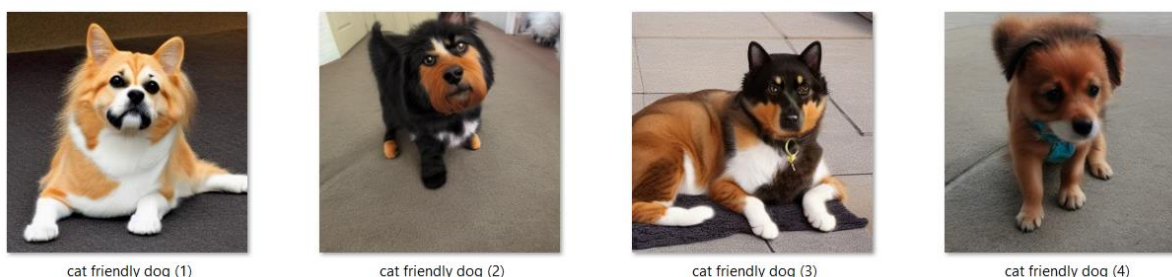 cat friendly dog (1)
cat friendly dog (2)
cat friendly dog (3)
cat friendly dog (4)